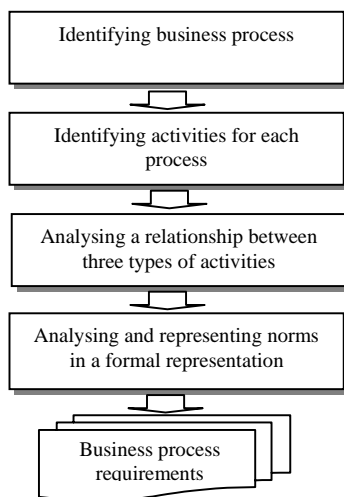 Identifying business process
Identifying activities for each
process
Analysing a relationship between
three types of activities
Analysing and representing norms
in a formal representation
Business process
requirements